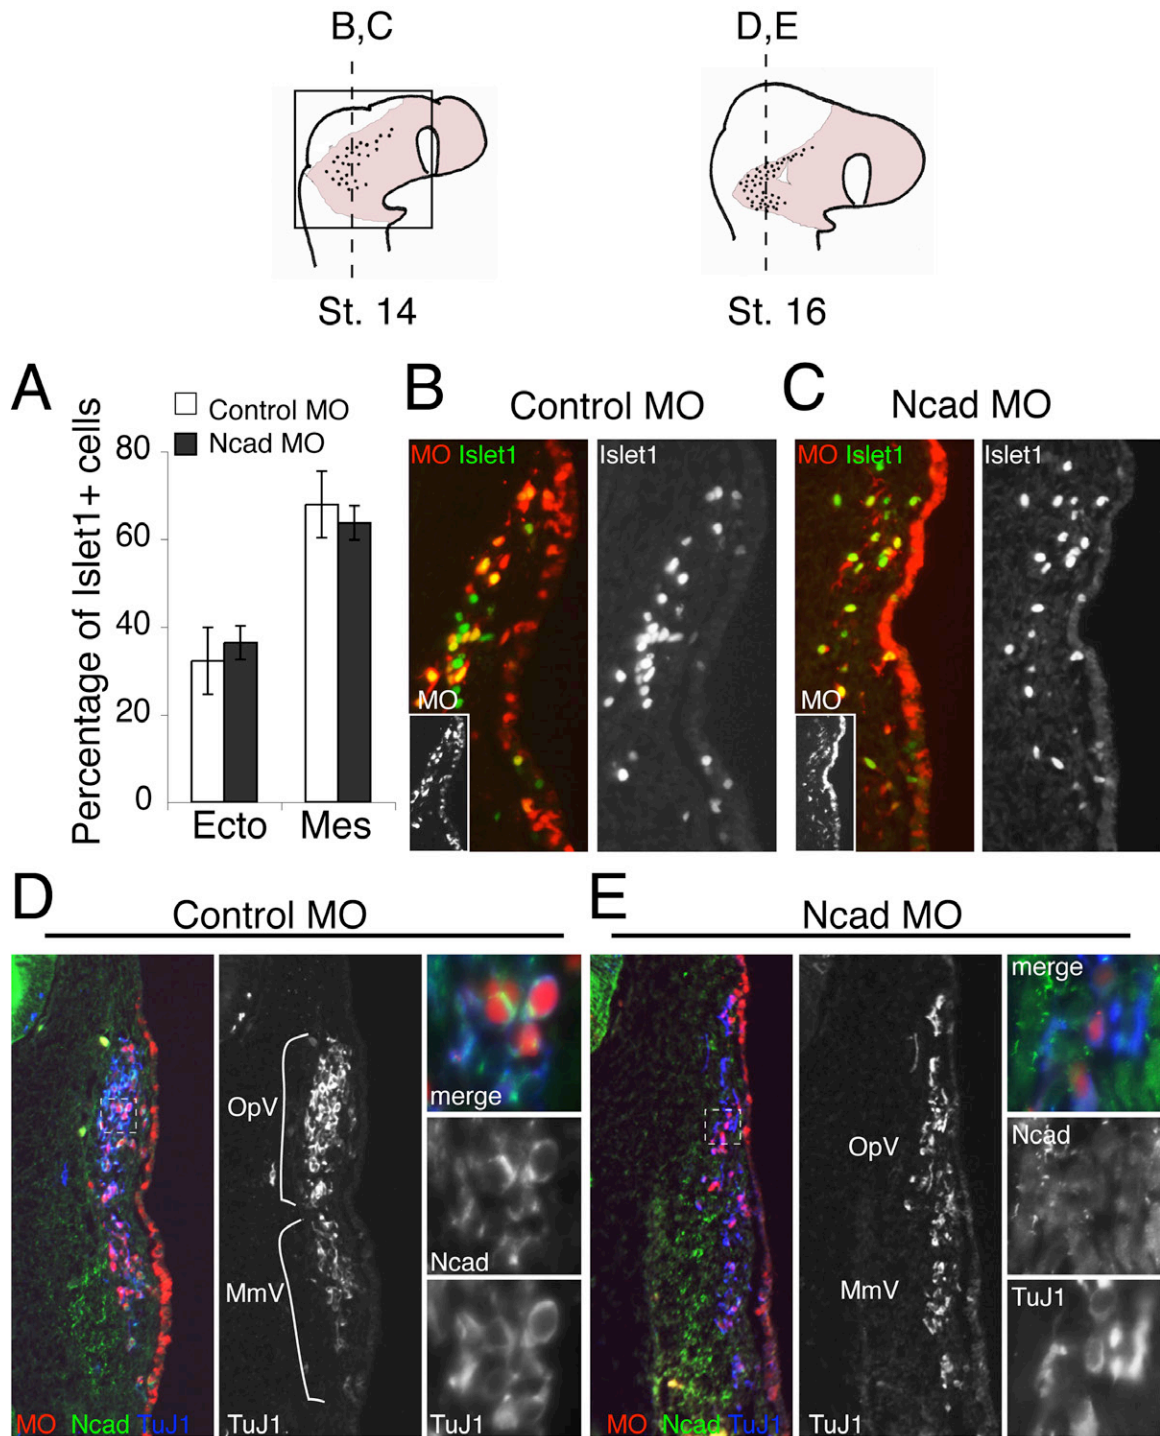 B,C
D,E
St. 14
St. 16
A
Control MO
Ncad MO
Percentage of Islet1+ cells
80
60
40
20
0
Ecto
Mes
B
Control MO
MO Islet1
Islet1
MO
C
Ncad MO
MO Islet1
Islet1
MO
D
Control MO
MO Ncad TuJ1
OpV
MmV
TuJ1
merge
Ncad
TuJ1
E
Ncad MO
MO Ncad TuJ1
OpV
MmV
TuJ1
merge
Ncad
TuJ1